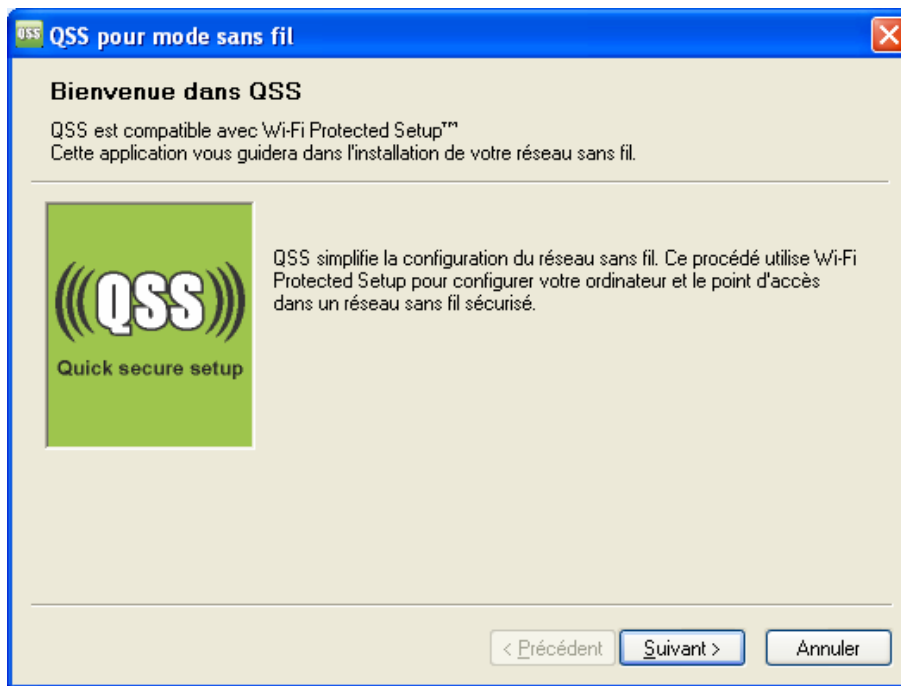 QSS QSS pour mode sans fil
Bienvenue dans QSS
QSS est compatible avec Wi-Fi Protected Setup™
Cette application vous guidera dans l'installation de votre réseau sans fil.
(((QSS)))
Quick secure setup
QSS simplifie la configuration du réseau sans fil. Ce procédé utilise Wi-Fi
Protected Setup pour configurer votre ordinateur et le point d'accès
dans un réseau sans fil sécurisé.
< Précédent Suivant > Annuler